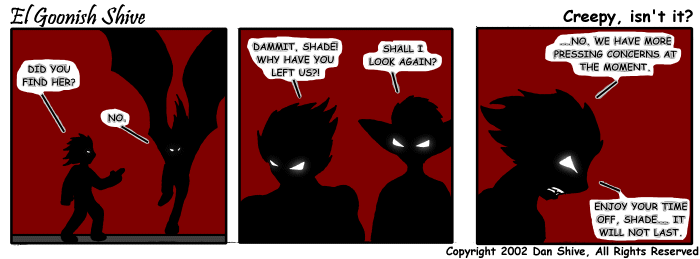 El Goonish Shive
Creepy, isn't it?
DID YOU
FIND HER?
NO.
DAMMIT, SHADE!
WHY HAVE YOU
LEFT US?!
SHALL I
LOOK AGAIN?
.....NO. WE HAVE MORE
PRESSING CONCERNS AT
THE MOMENT.
ENJOY YOUR TIME
OFF, SHADE..... IT
WILL NOT LAST.
Copyright 2002 Dan Shive, All Rights Reserved